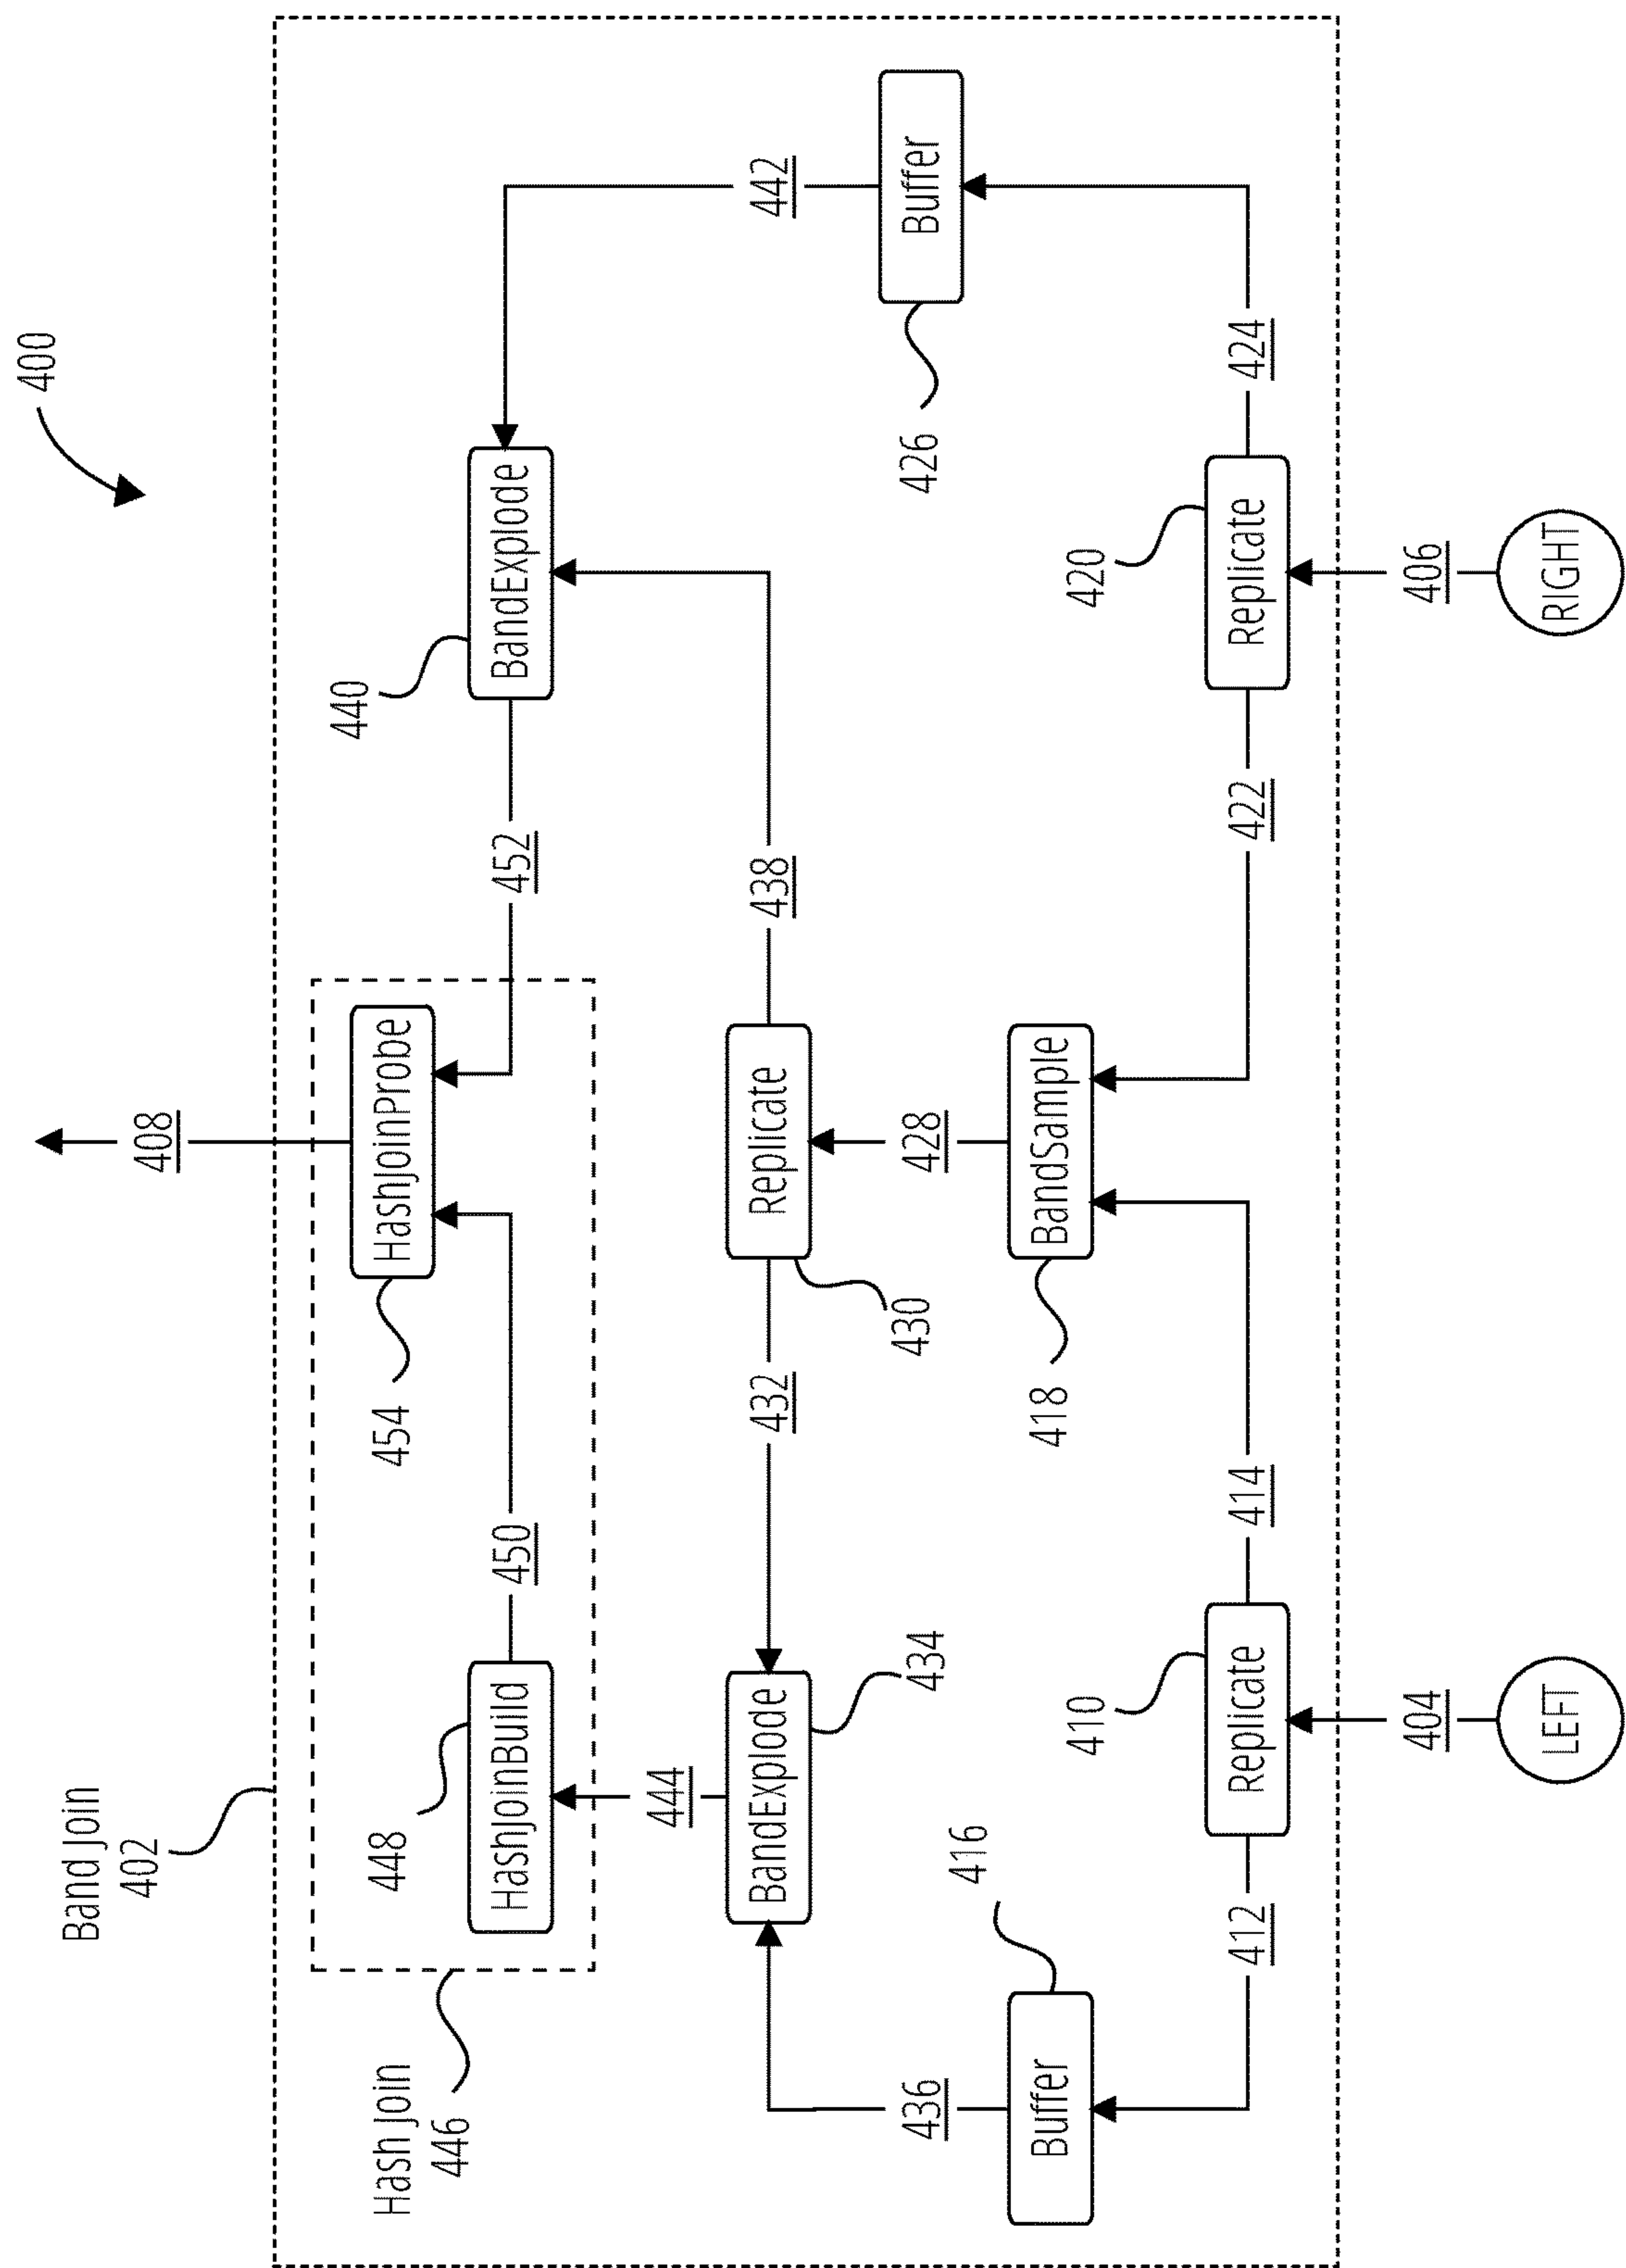 400
Band Join
402
408
440
Hash Join
446
448
454
HashJoinProbe
HashJoinBuild
450
452
BandExplode
444
BandExplode
432
Replicate
438
442
436
434
430
428
426
Buffer
416
Buffer
418
BandSample
410
420
412
Replicate
414
422
Replicate
424
404
406
LEFT
RIGHT